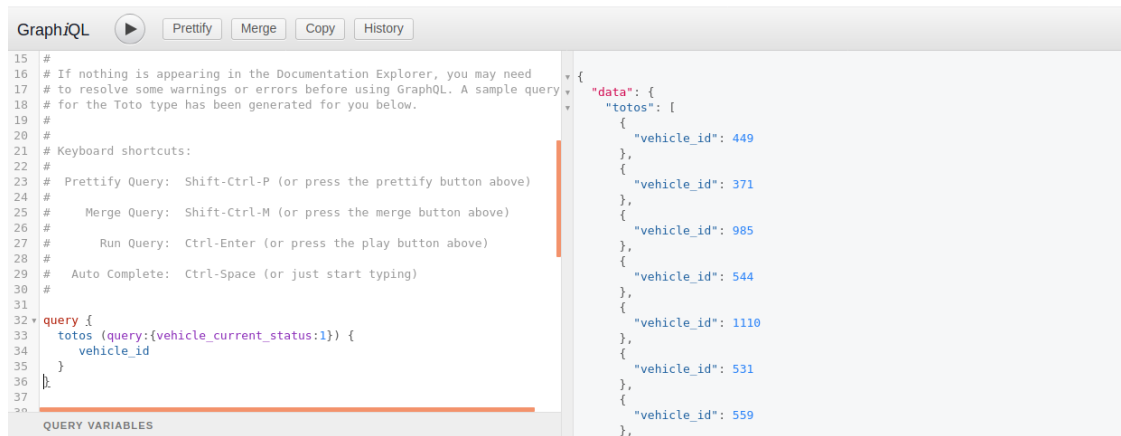 GraphiQL
Prettify
Merge
Copy
History
15 #
16 # If nothing is appearing in the Documentation Explorer, you may need
17 # to resolve some warnings or errors before using GraphQL. A sample query
18 # for the Toto type has been generated for you below.
19 #
20 #
21 # Keyboard shortcuts:
22 #
23 #  Prettify Query:  Shift-Ctrl-P (or press the prettify button above)
24 #
25 #     Merge Query:  Shift-Ctrl-M (or press the merge button above)
26 #
27 #       Run Query:  Ctrl-Enter (or press the play button above)
28 #
29 #   Auto Complete:  Ctrl-Space (or just start typing)
30 #
31
32 query {
33   totos (query:{vehicle_current_status:1}) {
34      vehicle_id
35   }
36 }
37
38
QUERY VARIABLES
{
  "data": {
    "totos": [
      {
        "vehicle_id": 449
      },
      {
        "vehicle_id": 371
      },
      {
        "vehicle_id": 985
      },
      {
        "vehicle_id": 544
      },
      {
        "vehicle_id": 1110
      },
      {
        "vehicle_id": 531
      },
      {
        "vehicle_id": 559
      },